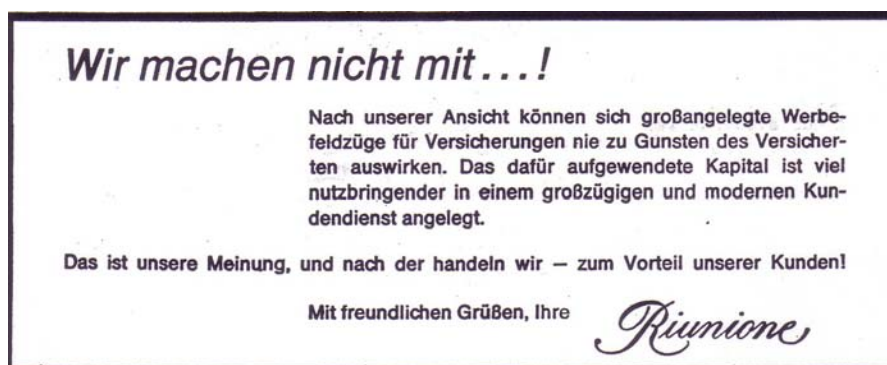 Wir machen nicht mit...!
Nach unserer Ansicht können sich großangelegte Werbe-
feldzüge für Versicherungen nie zu Gunsten des Versicher-
ten auswirken. Das dafür aufgewendete Kapital ist viel
nutzbringender in einem großzügigen und modernen Kun-
dendienst angelegt.
Das ist unsere Meinung, und nach der handeln wir — zum Vorteil unserer Kunden!
Mit freundlichen Grüßen, Ihre Riunione